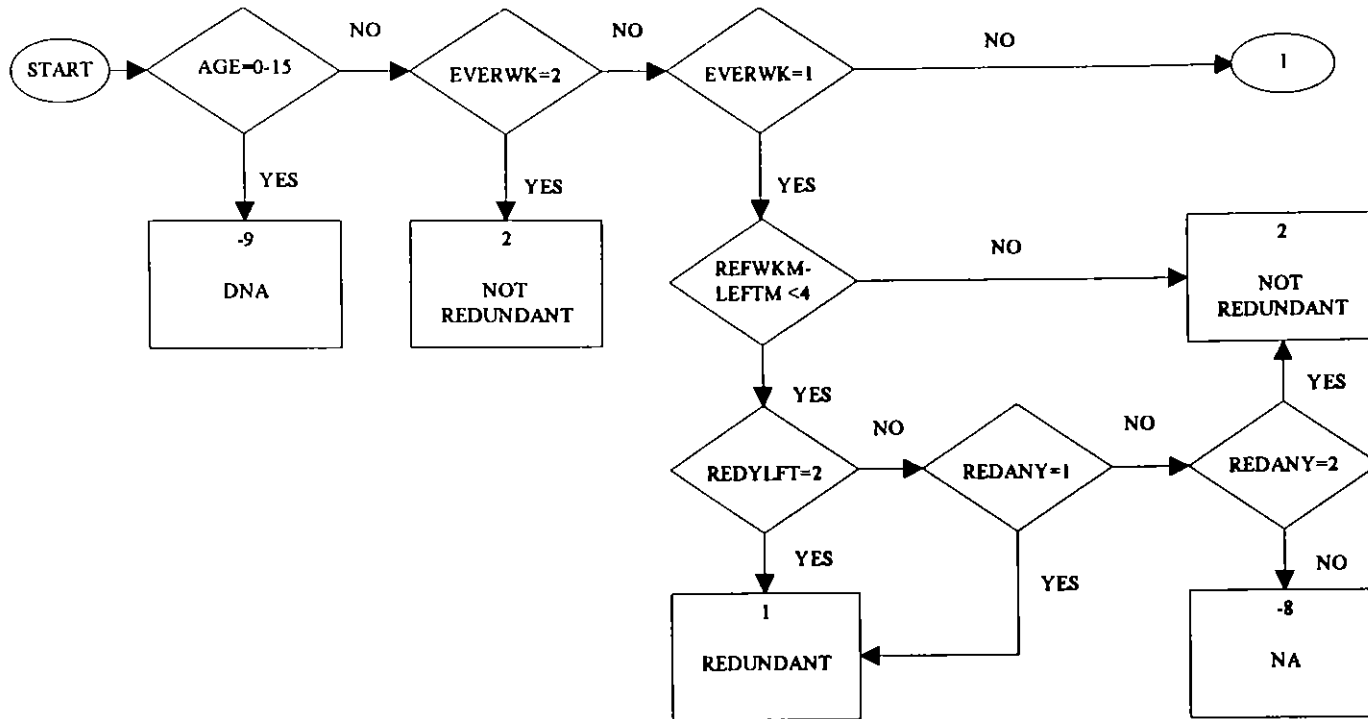 NO
NO
NO
START
AGE=0-15
EVERWK=2
EVERWK=1
1
YES
YES
YES
-9
DNA
2
NOT
REDUNDANT
REFWKM-
LEFTM <4
NO
2
NOT
REDUNDANT
YES
YES
NO
NO
REDYLFT=2
REDANY=1
REDANY=2
YES
YES
NO
1
REDUNDANT
-8
NA